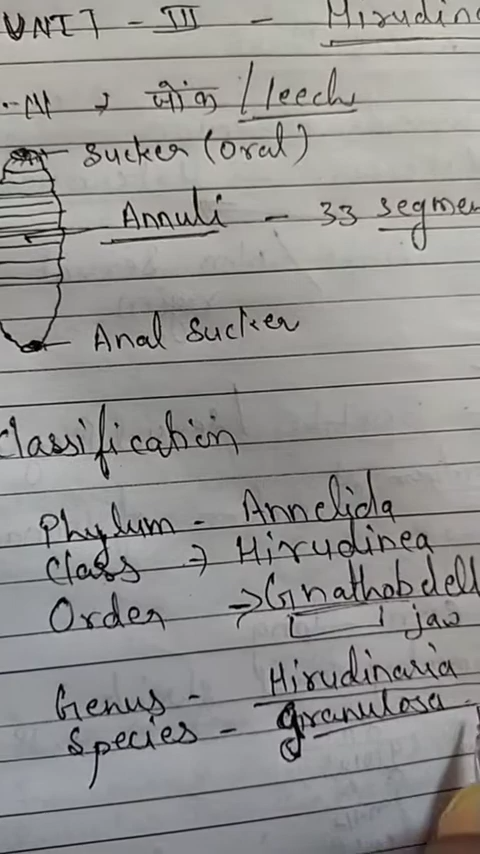 UNIT - III - Hirudin
जोंक / leech
Sucker (oral)
Annuli - 33 segmen
Anal sucker
Classification
Phylum - Annelida
Class → Hirudinea
Order → Gnathobdell
jaw
Genus - Hirudinaria
Species - granulosa